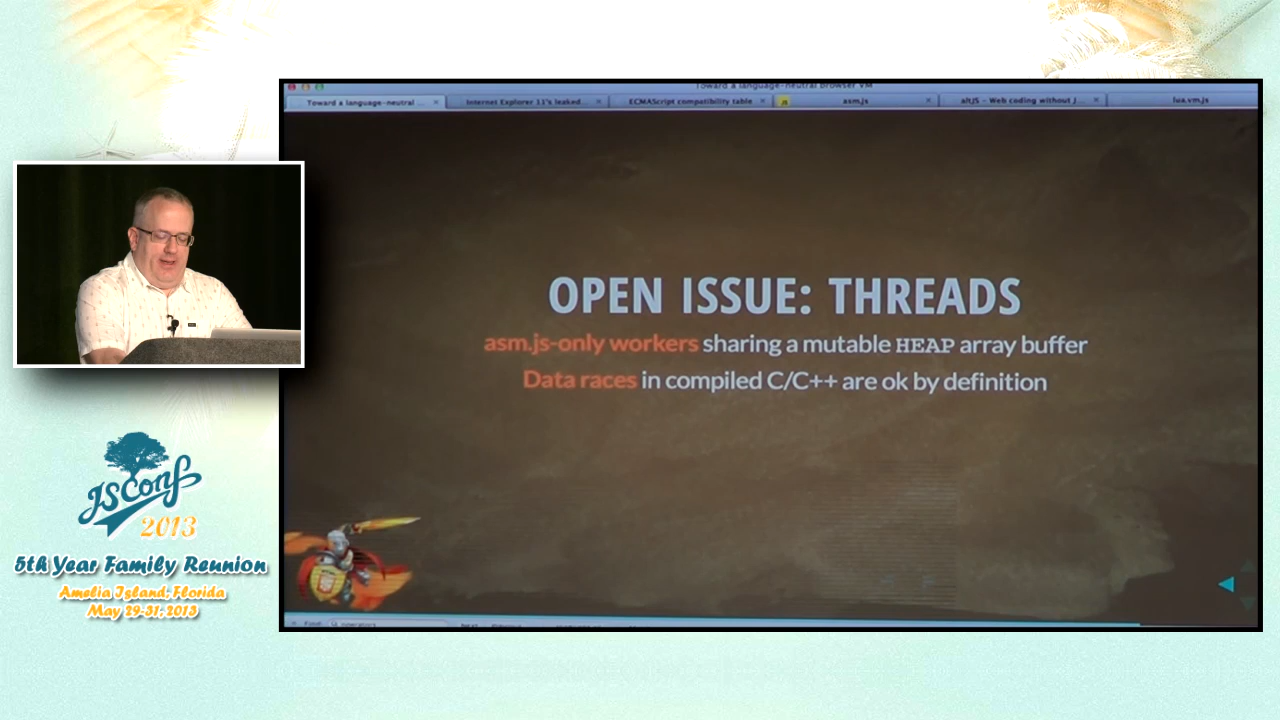 Toward a language-neutral browser VM
Toward a language-neutral ...
Internet Explorer 11's leaked...
ECMAScript compatibility table
asm.js
altJS - Web coding without J...
lua.vm.js
OPEN ISSUE: THREADS
asm.js-only workers sharing a mutable HEAP array buffer
Data races in compiled C/C++ are ok by definition
JSConf
2013
5th Year Family Reunion
Amelia Island, Florida
May 29-31, 2013